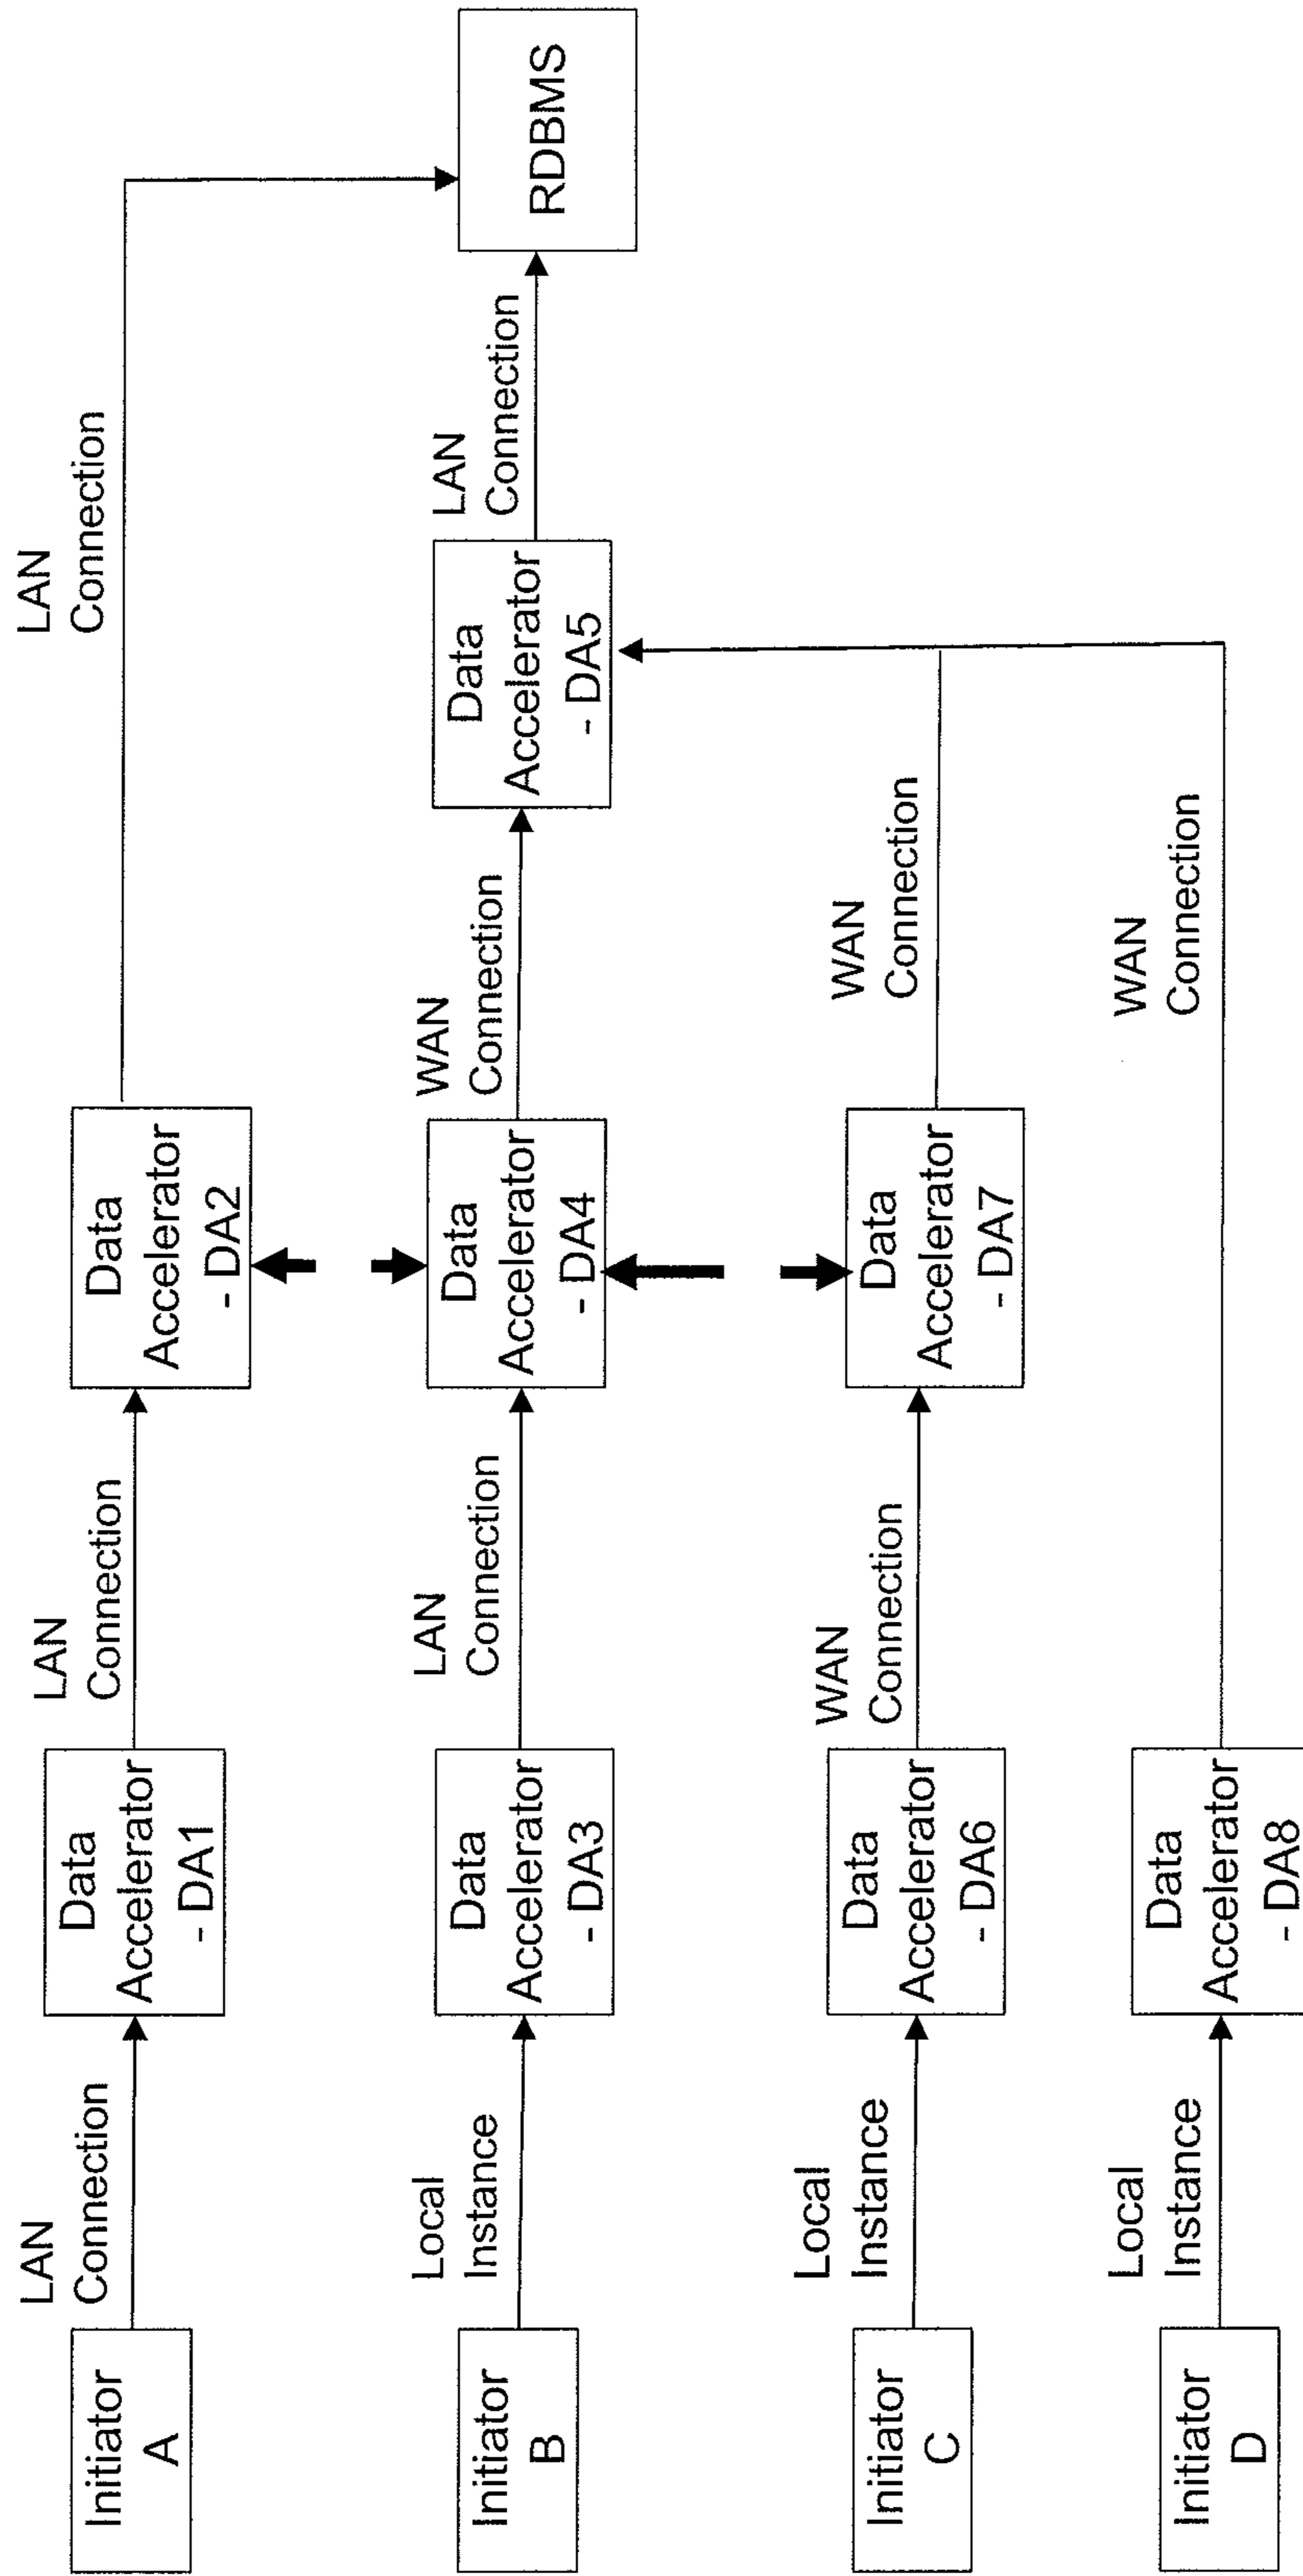 Initiator
A
LAN
Connection
Data
Accelerator
- DA1
LAN
Connection
Data
Accelerator
- DA2
LAN
Connection
RDBMS
Initiator
B
Local
Instance
Data
Accelerator
- DA3
LAN
Connection
Data
Accelerator
- DA4
WAN
Connection
Data
Accelerator
- DA5
LAN
Connection
Initiator
C
Local
Instance
Data
Accelerator
- DA6
WAN
Connection
Data
Accelerator
- DA7
WAN
Connection
Initiator
D
Local
Instance
Data
Accelerator
- DA8
WAN
Connection